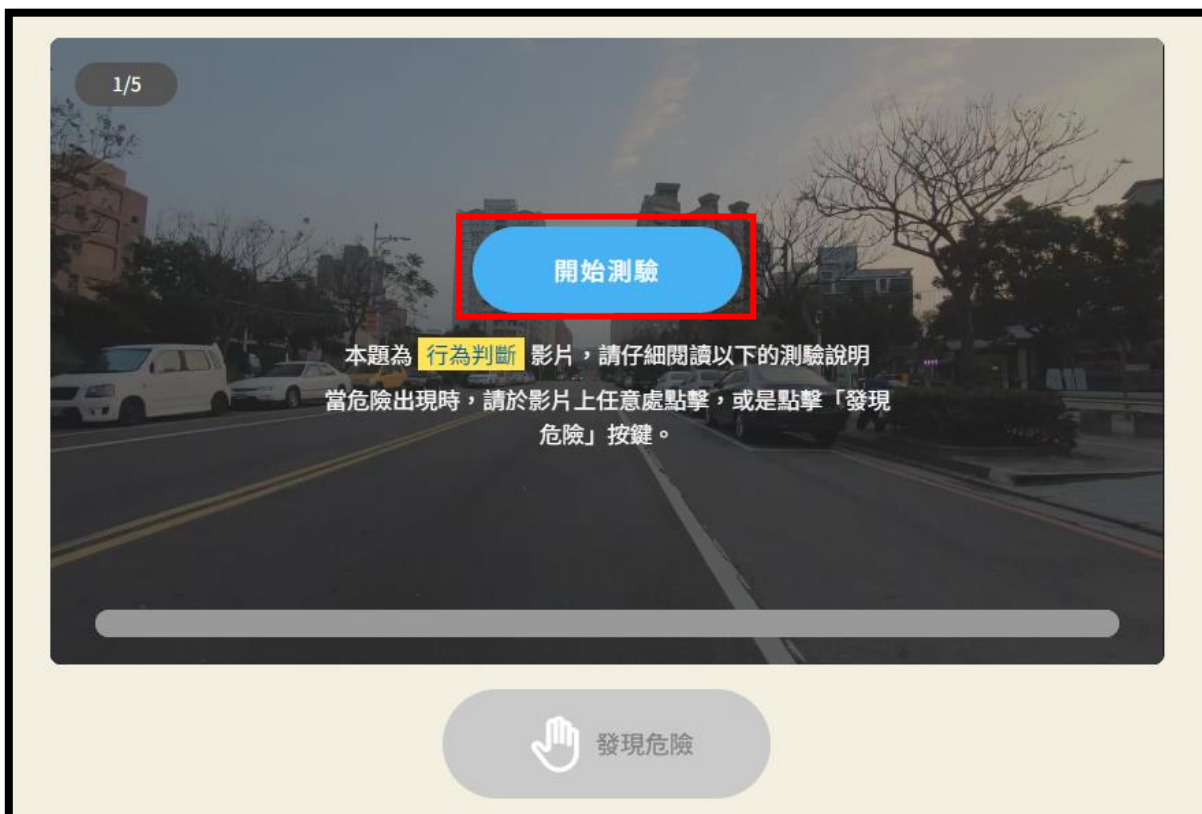 1/5
開始測驗
本題為 行為判斷 影片，請仔細閱讀以下的測驗說明
當危險出現時，請於影片上任意處點擊，或是點擊「發現
危險」按鍵。
發現危險